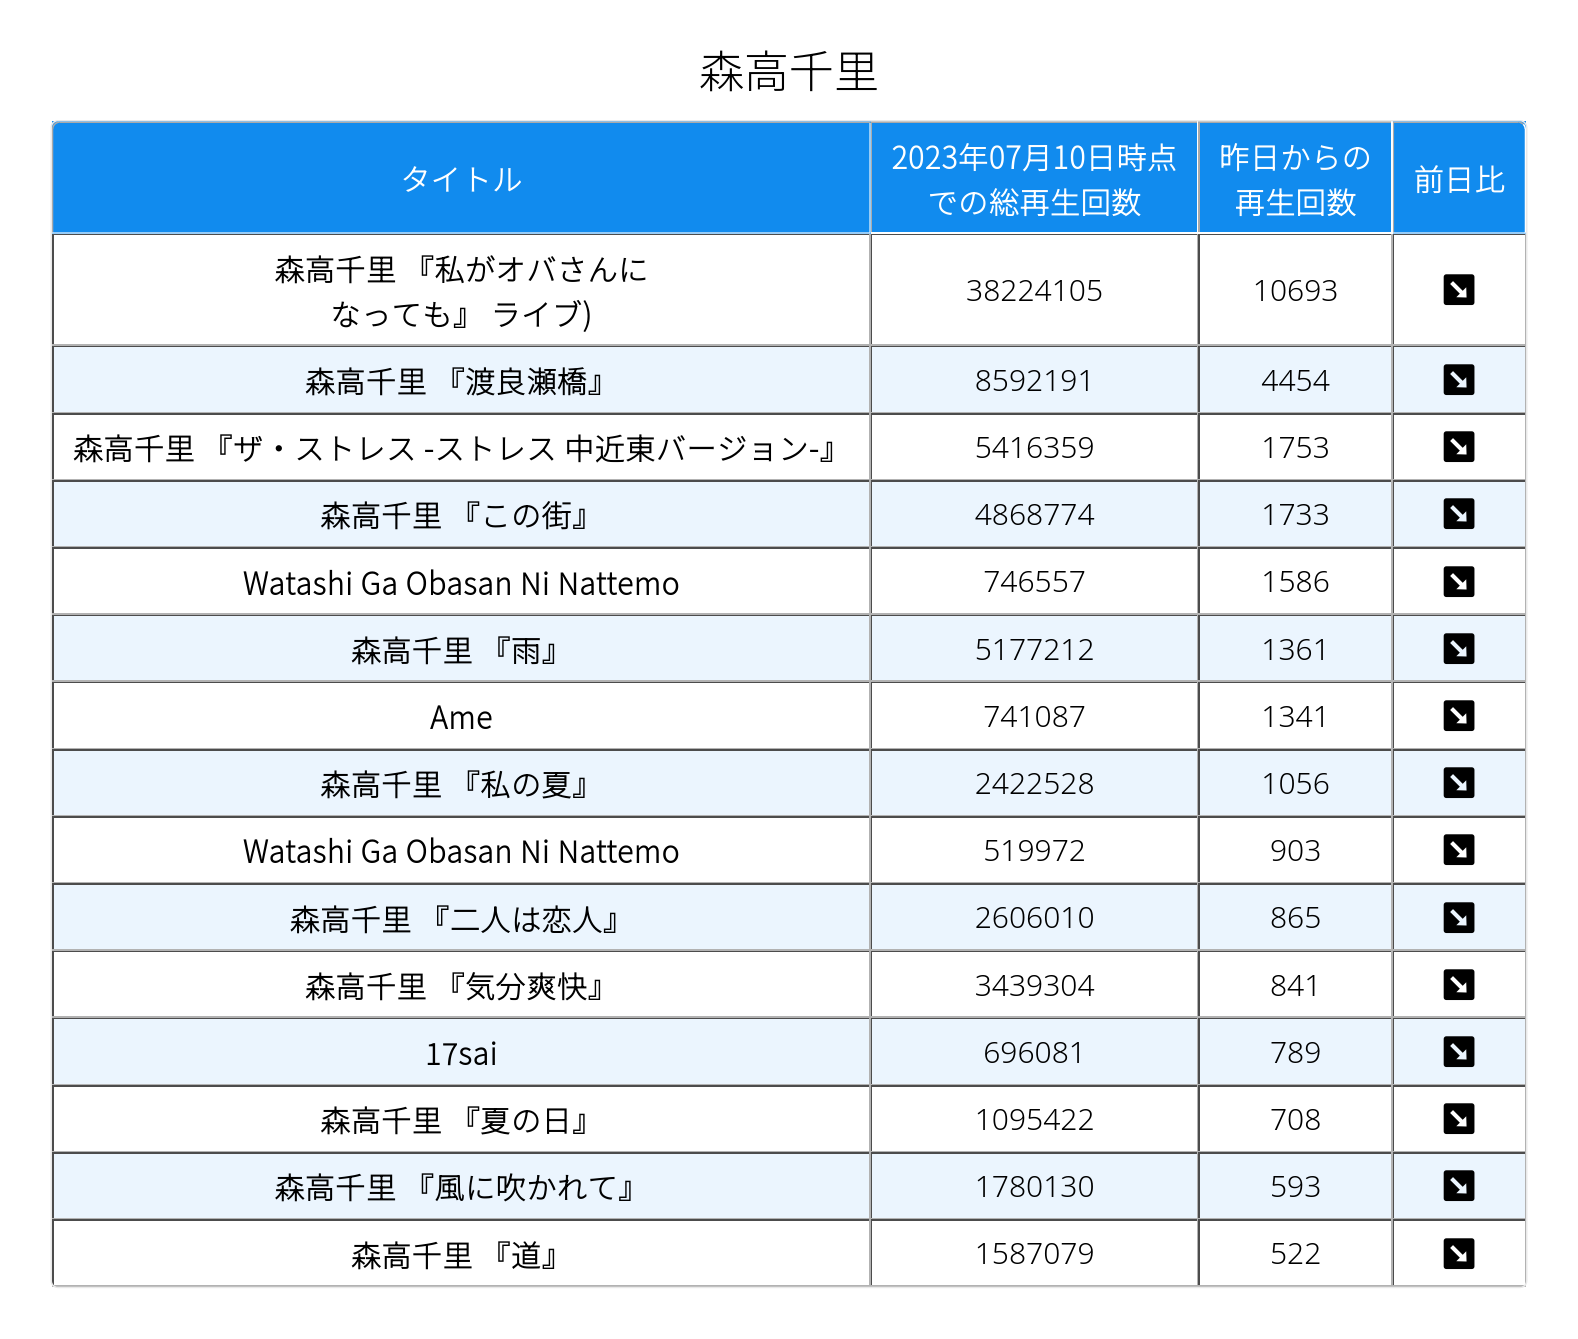 森高千里
タイトル
2023年07月10日時点
での総再生回数
昨日からの
再生回数
前日比
森高千里 『私がオバさんに
なっても』 ライブ)
38224105
10693
森高千里 『渡良瀬橋』
8592191
4454
森高千里 『ザ・ストレス -ストレス 中近東バージョン-』
5416359
1753
森高千里 『この街』
4868774
1733
Watashi Ga Obasan Ni Nattemo
746557
1586
森高千里 『雨』
5177212
1361
Ame
741087
1341
森高千里 『私の夏』
2422528
1056
Watashi Ga Obasan Ni Nattemo
519972
903
森高千里 『二人は恋人』
2606010
865
森高千里 『気分爽快』
3439304
841
17sai
696081
789
森高千里 『夏の日』
1095422
708
森高千里 『風に吹かれて』
1780130
593
森高千里 『道』
1587079
522